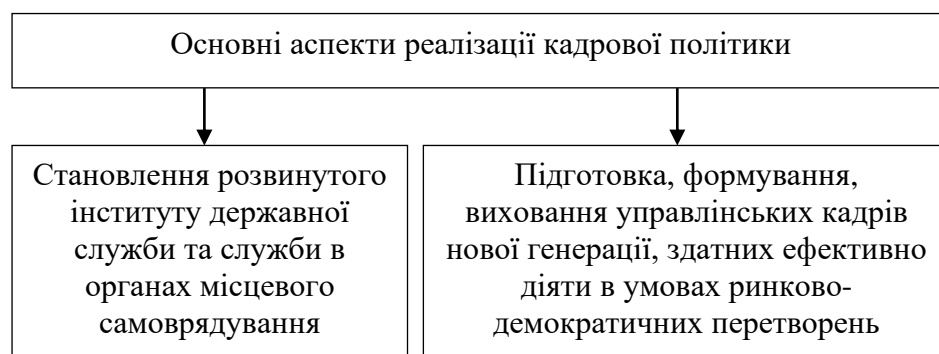 Основні аспекти реалізації кадрової політики
Становлення розвинутого
інституту державної
служби та служби в
органах місцевого
самоврядування
Підготовка, формування,
виховання управлінських кадрів
нової генерації, здатних ефективно
діяти в умовах ринково-
демократичних перетворень